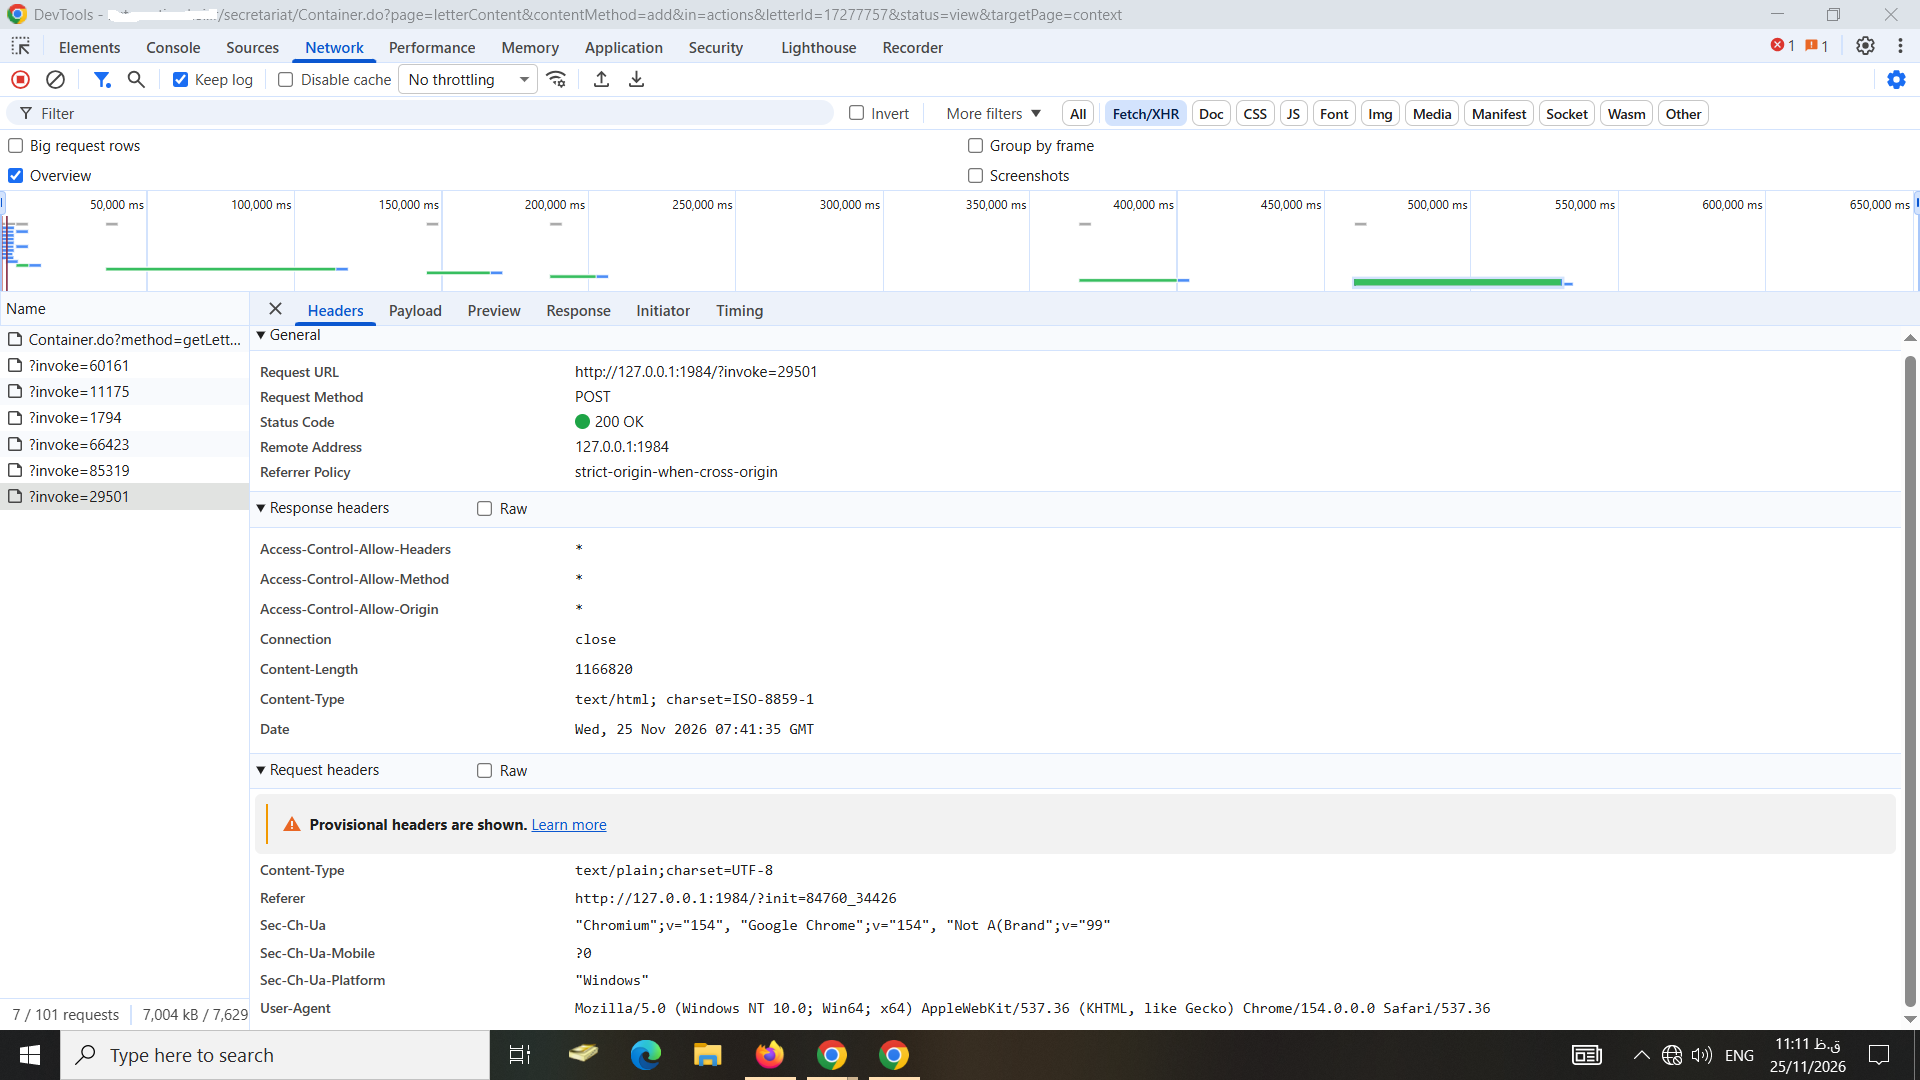 DevTools - /secretariat/Container.do?page=letterContent&contentMethod=add&in=actions&letterId=17277757&status=view&targetPage=context
Elements Console Sources Network Performance Memory Application Security Lighthouse Recorder 1 1
Keep log Disable cache No throttling
Filter Invert More filters All Fetch/XHR Doc CSS JS Font Img Media Manifest Socket Wasm Other
Big request rows Group by frame
Overview Screenshots
50,000 ms 100,000 ms 150,000 ms 200,000 ms 250,000 ms 300,000 ms 350,000 ms 400,000 ms 450,000 ms 500,000 ms 550,000 ms 600,000 ms 650,000 ms
Name
Container.do?method=getLett...
?invoke=60161
?invoke=11175
?invoke=1794
?invoke=66423
?invoke=85319
?invoke=29501
Headers Payload Preview Response Initiator Timing
General
Request URL http://127.0.0.1:1984/?invoke=29501
Request Method POST
Status Code 200 OK
Remote Address 127.0.0.1:1984
Referrer Policy strict-origin-when-cross-origin
Response headers Raw
Access-Control-Allow-Headers *
Access-Control-Allow-Method *
Access-Control-Allow-Origin *
Connection close
Content-Length 1166820
Content-Type text/html; charset=ISO-8859-1
Date Wed, 25 Nov 2026 07:41:35 GMT
Request headers Raw
Provisional headers are shown. Learn more
Content-Type text/plain;charset=UTF-8
Referer http://127.0.0.1:1984/?init=84760_34426
Sec-Ch-Ua "Chromium";v="154", "Google Chrome";v="154", "Not A(Brand";v="99"
Sec-Ch-Ua-Mobile ?0
Sec-Ch-Ua-Platform "Windows"
User-Agent Mozilla/5.0 (Windows NT 10.0; Win64; x64) AppleWebKit/537.36 (KHTML, like Gecko) Chrome/154.0.0.0 Safari/537.36
7 / 101 requests 7,004 kB / 7,629
Type here to search
ENG
11:11 ق.ظ
25/11/2026